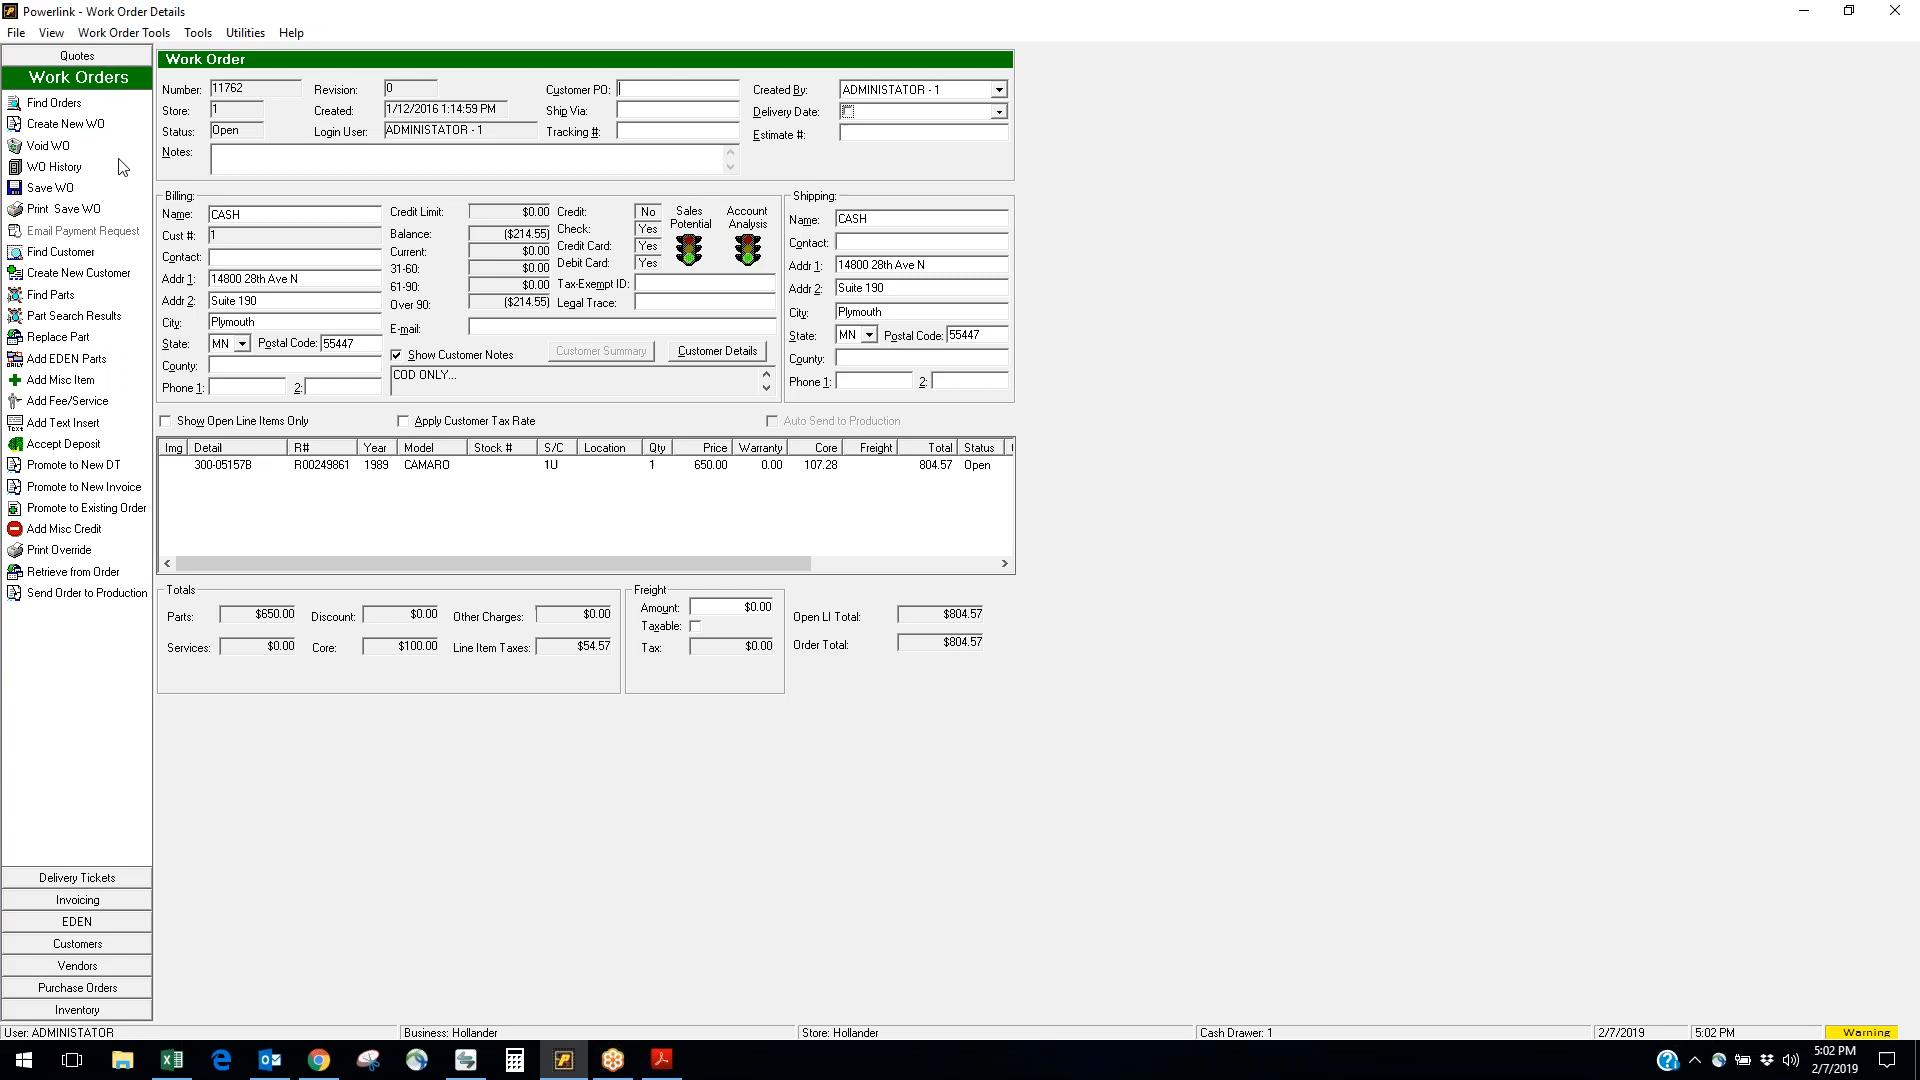 Powerlink - Work Order Details
File View Work Order Tools Tools Utilities Help
Quotes
Work Orders
Find Orders
Create New WO
Void WO
WO History
Save WO
Print Save WO
Email Payment Request
Find Customer
Create New Customer
Find Parts
Part Search Results
Replace Part
Add EDEN Parts
Add Misc Item
Add Fee/Service
Add Text Insert
Accept Deposit
Promote to New DT
Promote to New Invoice
Promote to Existing Order
Add Misc Credit
Print Override
Retrieve from Order
Send Order to Production
Delivery Tickets
Invoicing
EDEN
Customers
Vendors
Purchase Orders
Inventory
Work Order
Number: 11762 Revision: 0 Customer PO: Created By: ADMINISTATOR - 1
Store: 1 Created: 1/12/2016 1:14:59 PM Ship Via: Delivery Date:
Status: Open Login User: ADMINISTATOR - 1 Tracking #: Estimate #:
Notes:
Billing:
Name: CASH
Cust #: 1
Contact:
Addr 1: 14800 28th Ave N
Addr 2: Suite 190
City: Plymouth
State: MN Postal Code: 55447
County:
Phone 1: 2:
Credit Limit: $0.00
Balance: ($214.55)
Current: $0.00
31-60: $0.00
61-90: $0.00
Over 90: ($214.55)
E-mail:
Credit: No
Check: Yes
Credit Card: Yes
Debit Card: Yes
Tax-Exempt ID:
Legal Trace:
Sales Potential
Account Analysis
Show Customer Notes Customer Summary Customer Details
COD ONLY...
Shipping:
Name: CASH
Contact:
Addr 1: 14800 28th Ave N
Addr 2: Suite 190
City: Plymouth
State: MN Postal Code: 55447
County:
Phone 1: 2:
Show Open Line Items Only Apply Customer Tax Rate Auto Send to Production
Img Detail R# Year Model Stock # S/C Location Qty Price Warranty Core Freight Total Status
300-05157B R00249861 1989 CAMARO 1U 1 650.00 0.00 107.28 804.57 Open
Totals
Parts: $650.00 Discount: $0.00 Other Charges: $0.00
Services: $0.00 Core: $100.00 Line Item Taxes: $54.57
Freight
Amount: $0.00
Taxable:
Tax: $0.00
Open LI Total: $804.57
Order Total: $804.57
User: ADMINISTATOR Business: Hollander Store: Hollander Cash Drawer: 1 2/7/2019 5:02 PM Warning
5:02 PM
2/7/2019